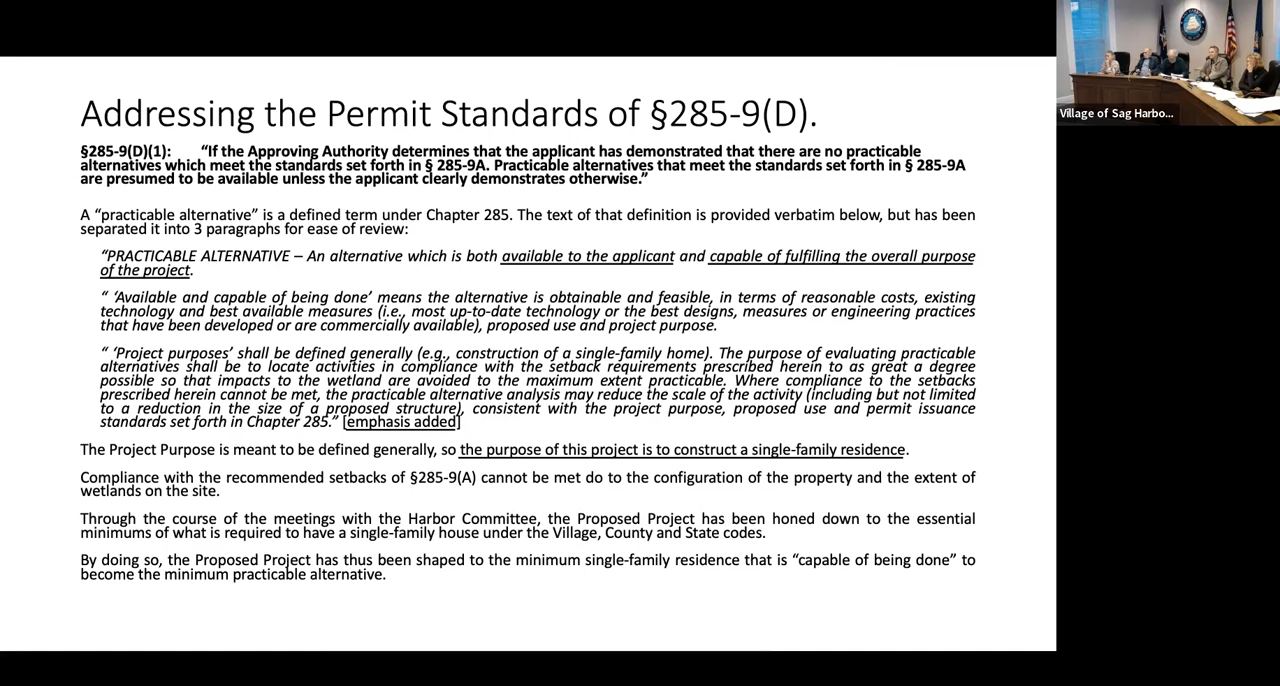 Addressing the Permit Standards of §285-9(D).
§285-9(D)(1): “If the Approving Authority determines that the applicant has demonstrated that there are no practicable
alternatives which meet the standards set forth in § 285-9A. Practicable alternatives that meet the standards set forth in § 285-9A
are presumed to be available unless the applicant clearly demonstrates otherwise.”
A “practicable alternative” is a defined term under Chapter 285. The text of that definition is provided verbatim below, but has been
separated it into 3 paragraphs for ease of review:
“PRACTICABLE ALTERNATIVE – An alternative which is both available to the applicant and capable of fulfilling the overall purpose
of the project.
“ ‘Available and capable of being done’ means the alternative is obtainable and feasible, in terms of reasonable costs, existing
technology and best available measures (i.e., most up-to-date technology or the best designs, measures or engineering practices
that have been developed or are commercially available), proposed use and project purpose.
“ ‘Project purposes’ shall be defined generally (e.g., construction of a single-family home). The purpose of evaluating practicable
alternatives shall be to locate activities in compliance with the setback requirements prescribed herein to as great a degree
possible so that impacts to the wetland are avoided to the maximum extent practicable. Where compliance to the setbacks
prescribed herein cannot be met, the practicable alternative analysis may reduce the scale of the activity (including but not limited
to a reduction in the size of a proposed structure), consistent with the project purpose, proposed use and permit issuance
standards set forth in Chapter 285.” [emphasis added]
The Project Purpose is meant to be defined generally, so the purpose of this project is to construct a single-family residence.
Compliance with the recommended setbacks of §285-9(A) cannot be met do to the configuration of the property and the extent of
wetlands on the site.
Through the course of the meetings with the Harbor Committee, the Proposed Project has been honed down to the essential
minimums of what is required to have a single-family house under the Village, County and State codes.
By doing so, the Proposed Project has thus been shaped to the minimum single-family residence that is “capable of being done” to
become the minimum practicable alternative.
Village of Sag Harbo...